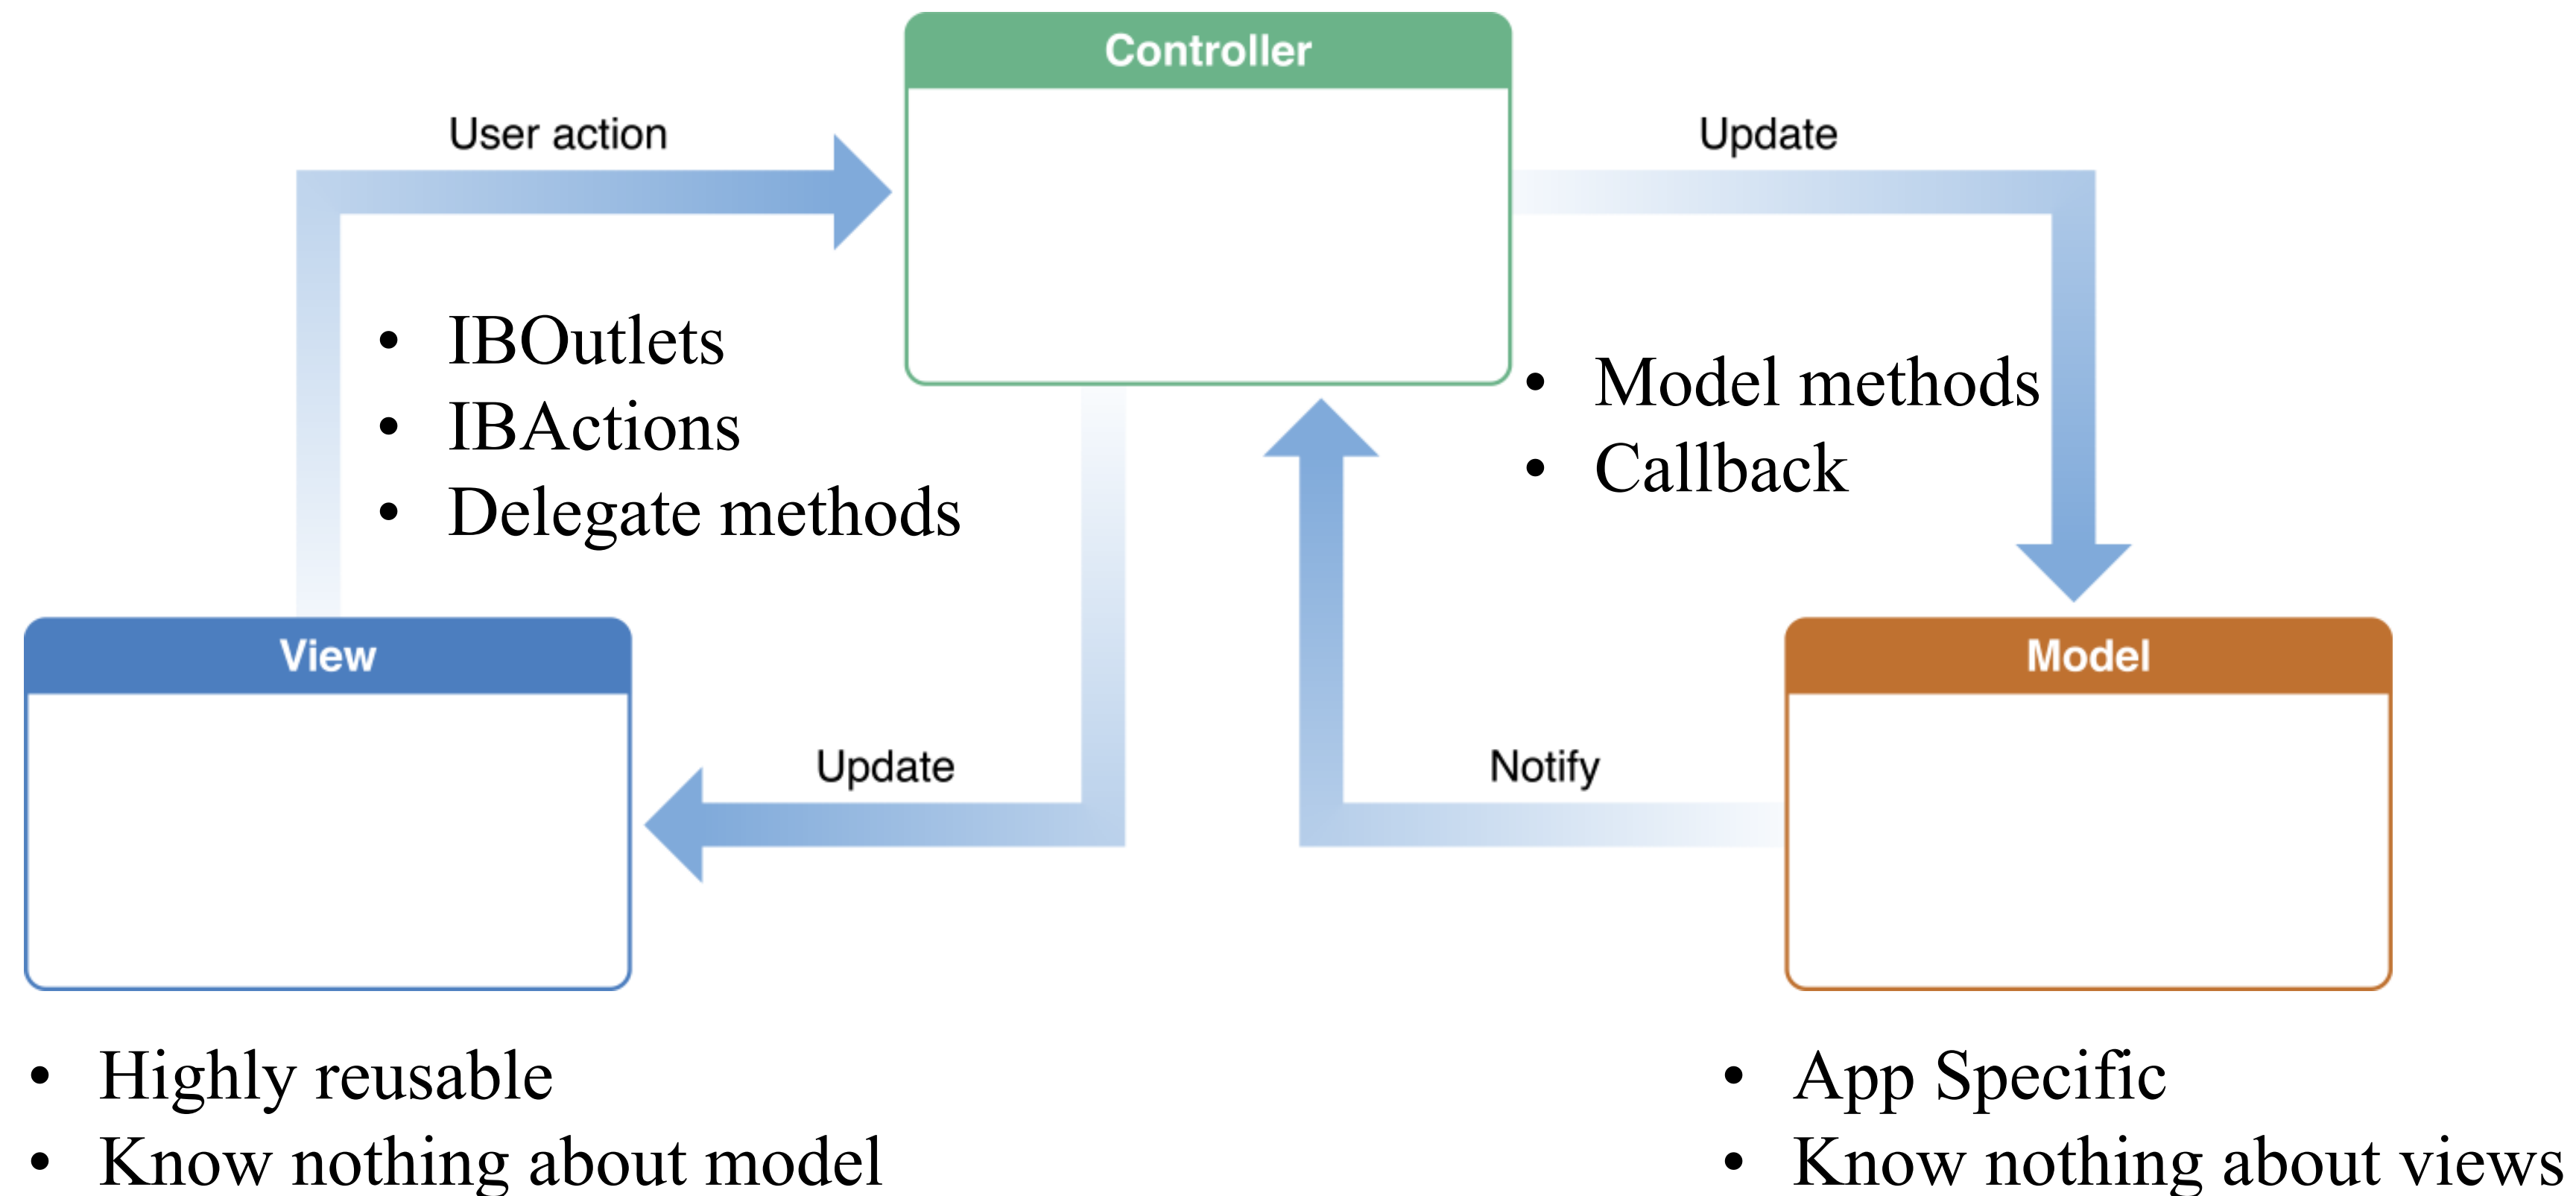 Controller
User action
Update
• IBOutlets
• IBActions
• Delegate methods
• Model methods
• Callback
View
Model
Update
Notify
• Highly reusable
• Know nothing about model
• App Specific
• Know nothing about views